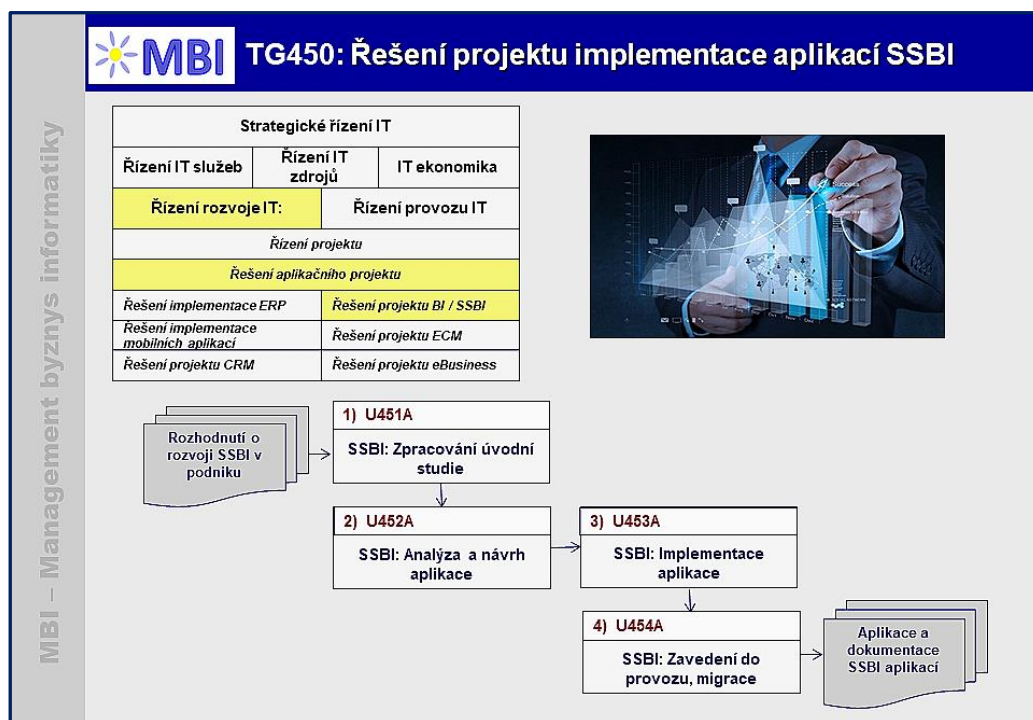 MBI
TG450: Řešení projektu implementace aplikací SSBI
MBI – Management byznys informatiky
Strategické řízení IT
Řízení IT služeb
Řízení IT
zdrojů
IT ekonomika
Řízení rozvoje IT:
Řízení provozu IT
Řízení projektu
Řešení aplikačního projektu
Řešení implementace ERP
Řešení projektu BI / SSBI
Řešení implementace
mobilních aplikací
Řešení projektu ECM
Řešení projektu CRM
Řešení projektu eBusiness
Success
Rozhodnutí o
rozvoji SSBI v
podniku
1) U451A
SSBI: Zpracování úvodní
studie
2) U452A
SSBI: Analýza a návrh
aplikace
3) U453A
SSBI: Implementace
aplikace
4) U454A
SSBI: Zavedení do
provozu, migrace
Aplikace a
dokumentace
SSBI aplikací